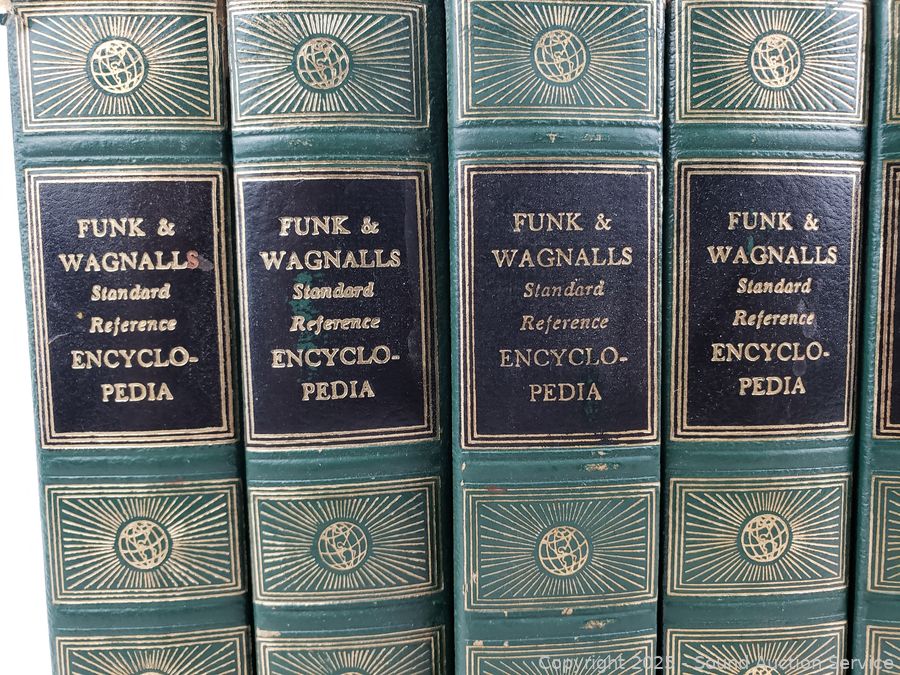 FUNK &
WAGNALLS
Standard
Reference
ENCYCLO-
PEDIA
FUNK &
WAGNALLS
Standard
Reference
ENCYCLO-
PEDIA
FUNK &
WAGNALLS
Standard
Reference
ENCYCLO-
PEDIA
FUNK &
WAGNALLS
Standard
Reference
ENCYCLO-
PEDIA
Copyright 2023 - Sound Auction Service